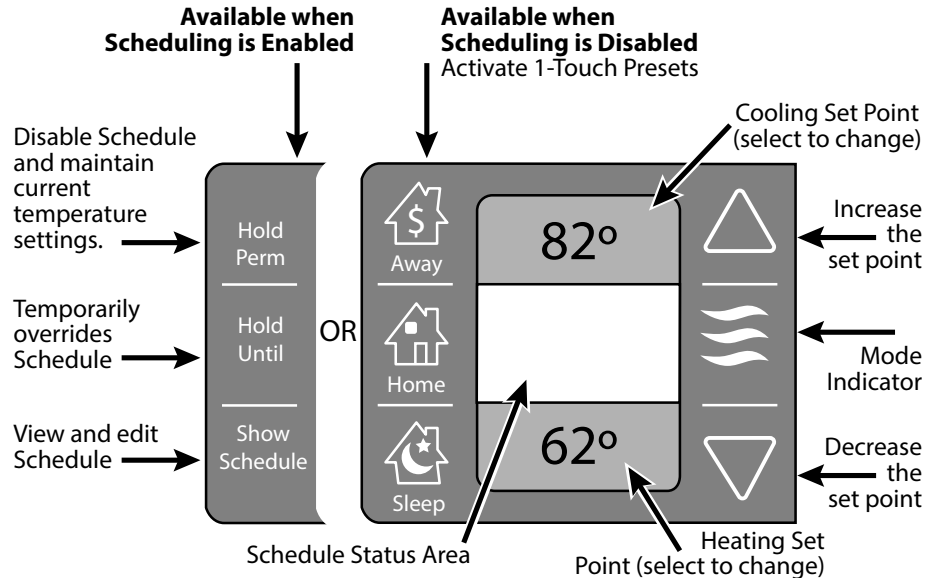 Available when
Scheduling is Enabled
Available when
Scheduling is Disabled
Activate 1-Touch Presets
Cooling Set Point
(select to change)
Disable Schedule
and maintain
current
temperature
settings.
Hold
Perm
$
Away
82º
Increase
the
set point
Temporarily
overrides
Schedule
Hold
Until
OR
Home
Mode
Indicator
View and edit
Schedule
Show
Schedule
Sleep
62º
Decrease
the
set point
Schedule Status Area
Heating Set
Point (select to change)